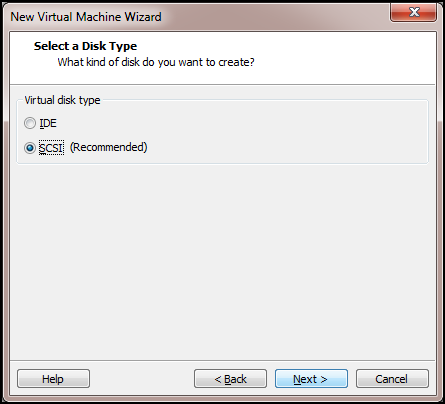 New Virtual Machine Wizard
Select a Disk Type
What kind of disk do you want to create?
Virtual disk type
IDE
SCSI (Recommended)
Help < Back Next > Cancel